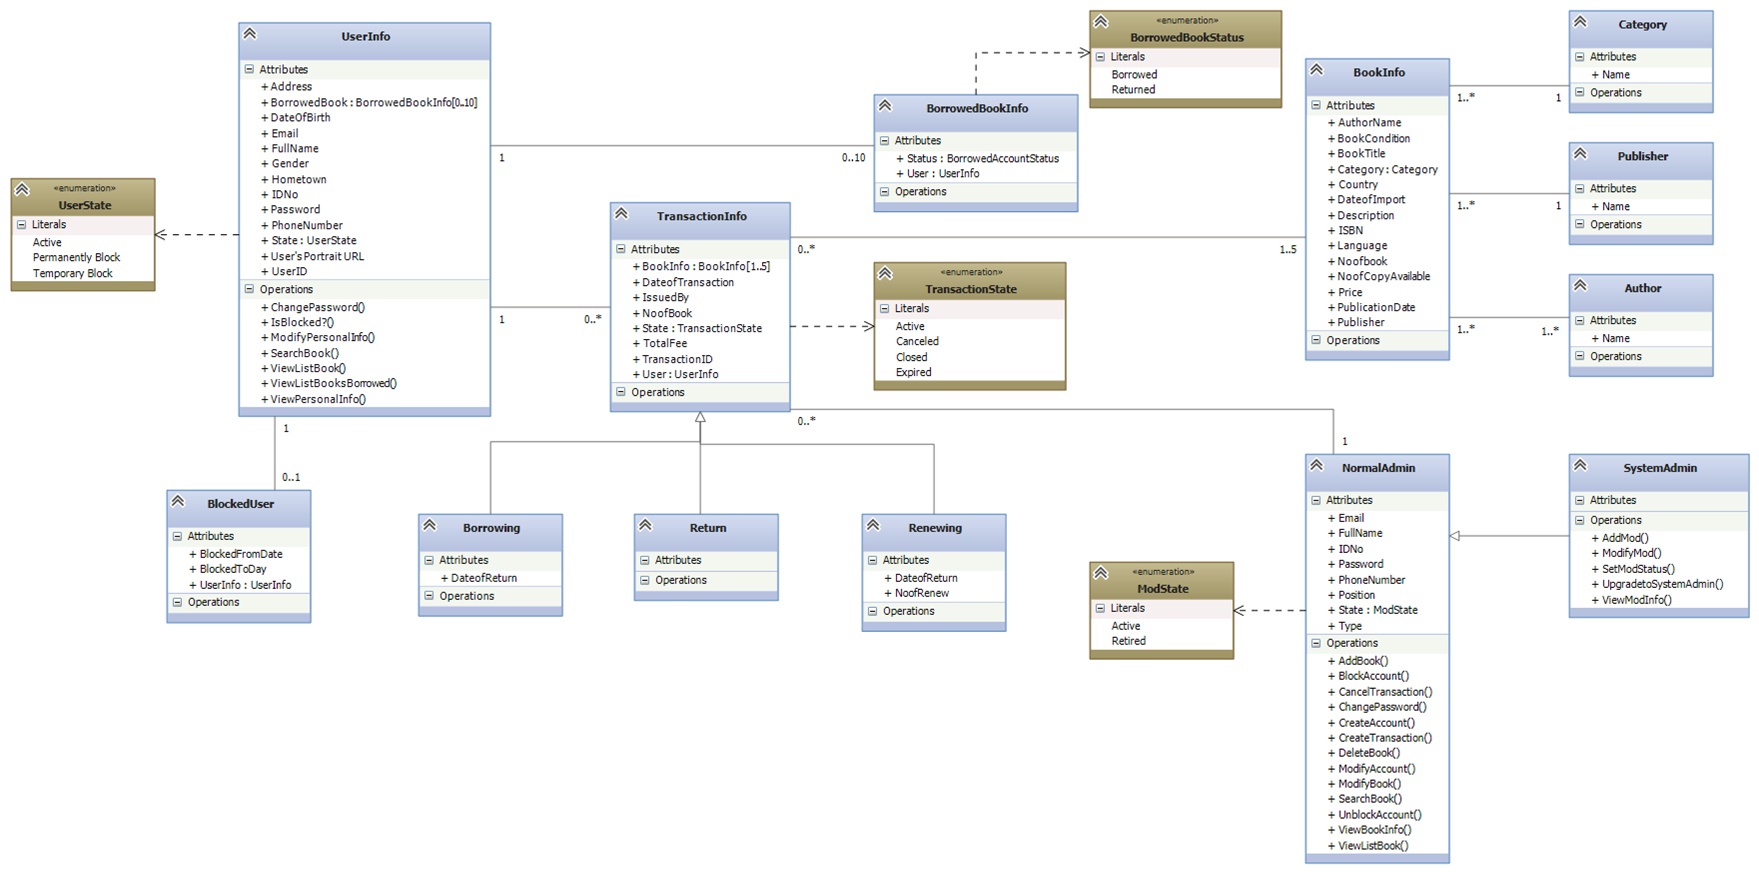 UserInfo
Attributes
+ Address
+ BorrowedBook : BorrowedBookInfo[0..10]
+ DateOfBirth
+ Email
+ FullName
+ Gender
+ Hometown
+ IDNo
+ Password
+ PhoneNumber
+ State : UserState
+ User'sPortrait URL
+ UserID
Operations
+ ChangePassword()
+ IsBlocked?()
+ ModifyPersonalInfo()
+ SearchBook()
+ ViewListBook()
+ ViewListBooksBorrowed()
+ ViewPersonalInfo()
«enumeration»
UserState
Literals
Active
Permanently Block
Temporary Block
1
0..10
1
0..*
1
0..1
BlockedUser
Attributes
+ BlockedFromDate
+ BlockedToDay
+ UserInfo : UserInfo
Operations
«enumeration»
BorrowedBookStatus
Literals
Borrowed
Returned
BorrowedBookInfo
Attributes
+ Status : BorrowedAccountStatus
+ User : UserInfo
Operations
TransactionInfo
Attributes
+ BookInfo : BookInfo[1..5]
+ DateofTransaction
+ IssuedBy
+ NoofBook
+ State : TransactionState
+ TotalFee
+ TransactionID
+ User : UserInfo
Operations
0..*
1..5
«enumeration»
TransactionState
Literals
Active
Canceled
Closed
Expired
0..*
1
Borrowing
Attributes
+ DateofReturn
Operations
Return
Attributes
Operations
Renewing
Attributes
+ DateofReturn
+ NoofRenew
Operations
BookInfo
Attributes
+ AuthorName
+ BookCondition
+ BookTitle
+ Category : Category
+ Country
+ DateofImport
+ Description
+ ISBN
+ Language
+ Noofbook
+ NoofCopyAvailable
+ Price
+ PublicationDate
+ Publisher
Operations
1..*
1
1..*
1
1..*
1..*
Category
Attributes
+ Name
Operations
Publisher
Attributes
+ Name
Operations
Author
Attributes
+ Name
Operations
«enumeration»
ModState
Literals
Active
Retired
NormalAdmin
Attributes
+ Email
+ FullName
+ IDNo
+ Password
+ PhoneNumber
+ Position
+ State : ModState
+ Type
Operations
+ AddBook()
+ BlockAccount()
+ CancelTransaction()
+ ChangePassword()
+ CreateAccount()
+ CreateTransaction()
+ DeleteBook()
+ ModifyAccount()
+ ModifyBook()
+ SearchBook()
+ UnblockAccount()
+ ViewBookInfo()
+ ViewListBook()
SystemAdmin
Attributes
Operations
+ AddMod()
+ ModifyMod()
+ SetModStatus()
+ UpgradetoSystemAdmin()
+ ViewModInfo()